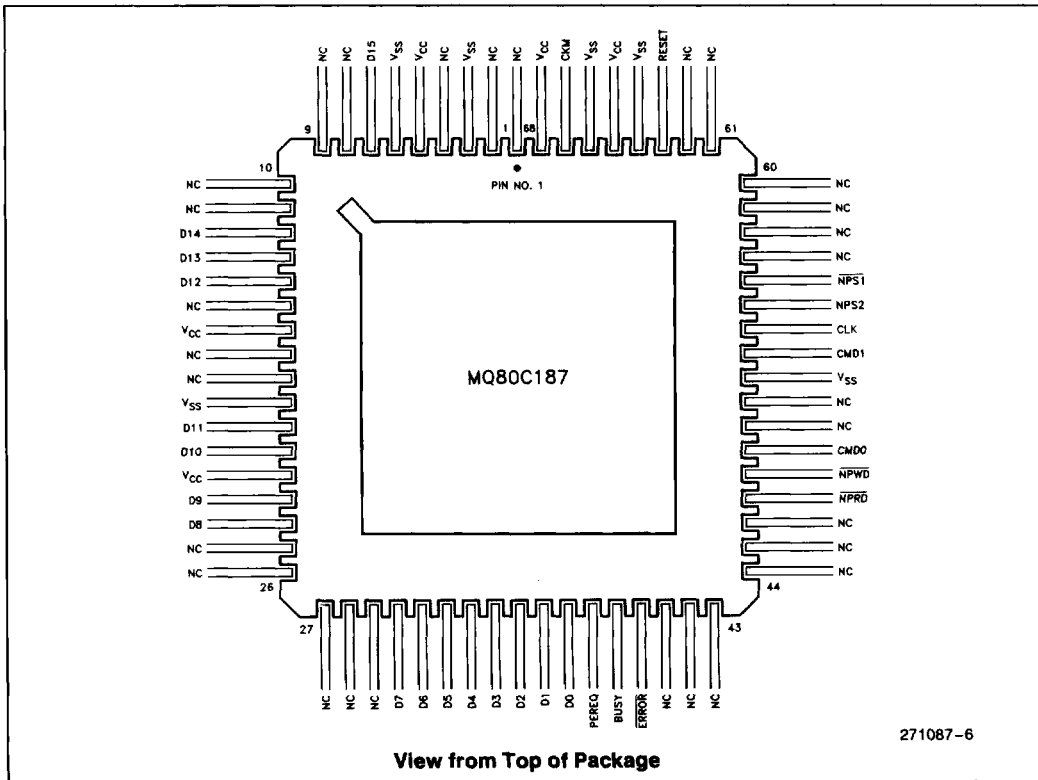 NC NC D15 VSS VCC NC VSS NC NC VCC CKM VSS VCC VSS RESET NC NC
9 1 68 61
10 60
PIN NO. 1
NC NC
NC NC
D14 NC
D13 NC
D12 N̅P̅S̅1̅
NC NPS2
VCC CLK
NC CMD1
NC VSS
VSS NC
D11 NC
D10 CMD0
VCC N̅P̅W̅D̅
D9 N̅P̅R̅D̅
D8 NC
NC NC
NC NC
MQ80C187
26 44
27 43
NC NC NC D7 D6 D5 D4 D3 D2 D1 D0 PEREQ BUSY E̅R̅R̅O̅R̅ NC NC NC
271087-6
View from Top of Package